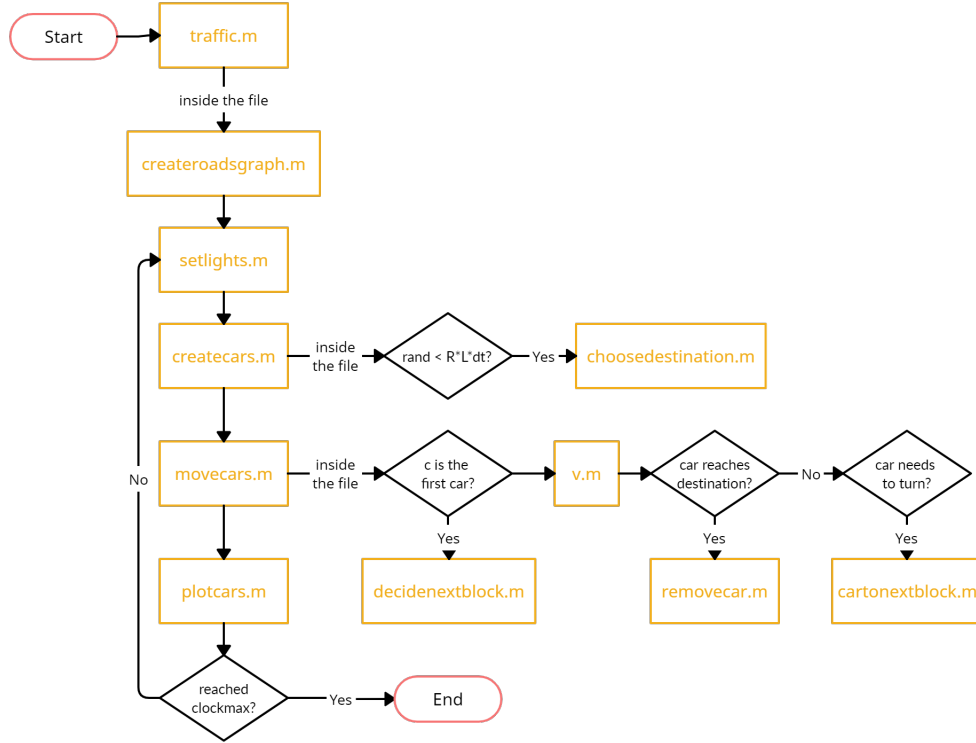 Start
traffic.m
inside the file
createroadsgraph.m
setlights.m
createcars.m
inside
the file
rand < R*L*dt?
Yes
choosedestination.m
movecars.m
inside
the file
c is the
first car?
v.m
car reaches
destination?
No
car needs
to turn?
No
Yes
Yes
Yes
plotcars.m
decidenextblock.m
removecar.m
cartonextblock.m
reached
clockmax?
Yes
End